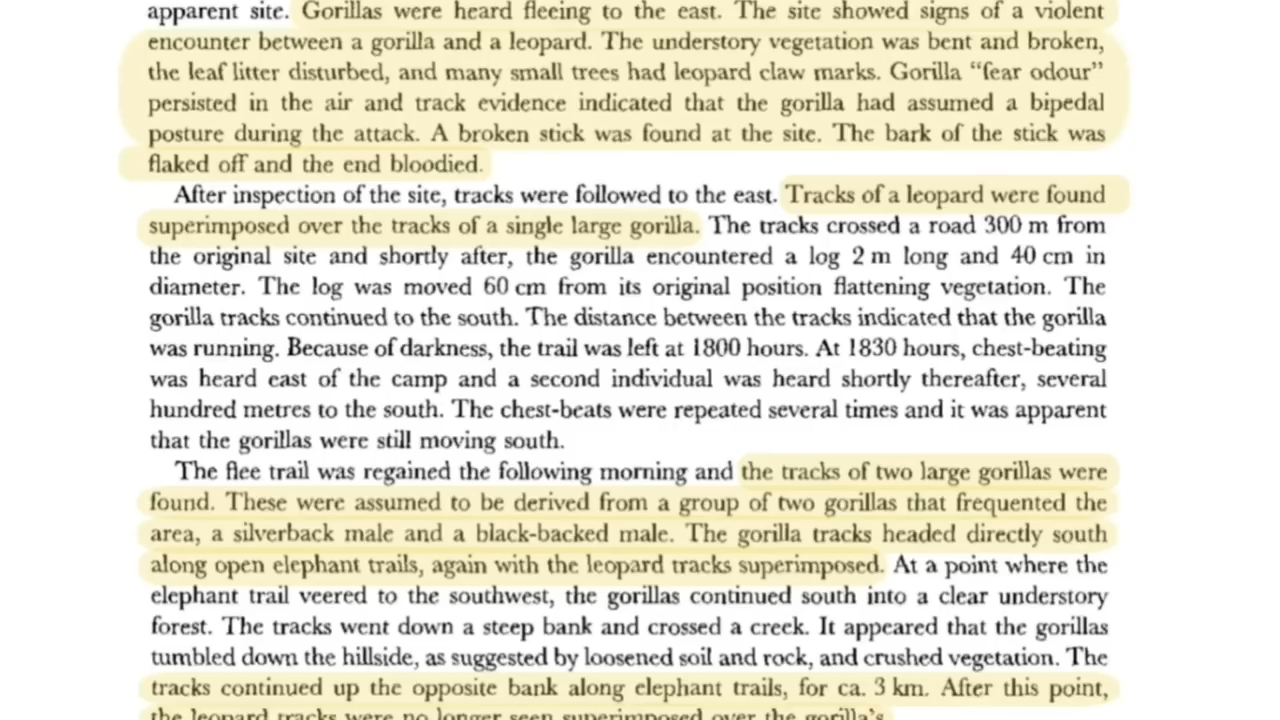 apparent site. Gorillas were heard fleeing to the east. The site showed signs of a violent
encounter between a gorilla and a leopard. The understory vegetation was bent and broken,
the leaf litter disturbed, and many small trees had leopard claw marks. Gorilla “fear odour”
persisted in the air and track evidence indicated that the gorilla had assumed a bipedal
posture during the attack. A broken stick was found at the site. The bark of the stick was
flaked off and the end bloodied.
After inspection of the site, tracks were followed to the east. Tracks of a leopard were found
superimposed over the tracks of a single large gorilla. The tracks crossed a road 300 m from
the original site and shortly after, the gorilla encountered a log 2 m long and 40 cm in
diameter. The log was moved 60 cm from its original position flattening vegetation. The
gorilla tracks continued to the south. The distance between the tracks indicated that the gorilla
was running. Because of darkness, the trail was left at 1800 hours. At 1830 hours, chest-beating
was heard east of the camp and a second individual was heard shortly thereafter, several
hundred metres to the south. The chest-beats were repeated several times and it was apparent
that the gorillas were still moving south.
The flee trail was regained the following morning and the tracks of two large gorillas were
found. These were assumed to be derived from a group of two gorillas that frequented the
area, a silverback male and a black-backed male. The gorilla tracks headed directly south
along open elephant trails, again with the leopard tracks superimposed. At a point where the
elephant trail veered to the southwest, the gorillas continued south into a clear understory
forest. The tracks went down a steep bank and crossed a creek. It appeared that the gorillas
tumbled down the hillside, as suggested by loosened soil and rock, and crushed vegetation. The
tracks continued up the opposite bank along elephant trails, for ca. 3 km. After this point,
the leopard tracks were no longer seen superimposed over the gorilla’s